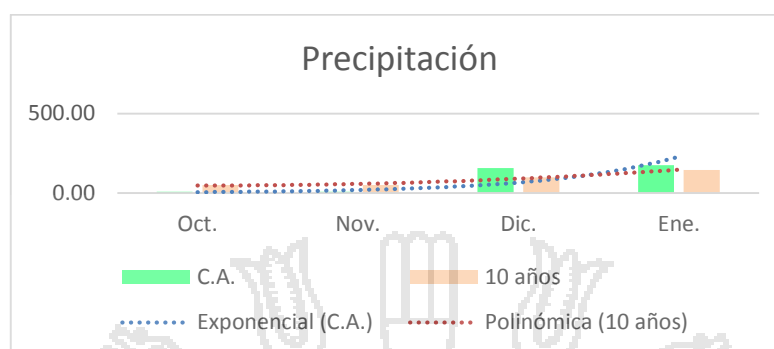 Precipitación
500.00
0.00
Oct. Nov. Dic. Ene.
C.A. 10 años
Exponencial (C.A.) Polinómica (10 años)